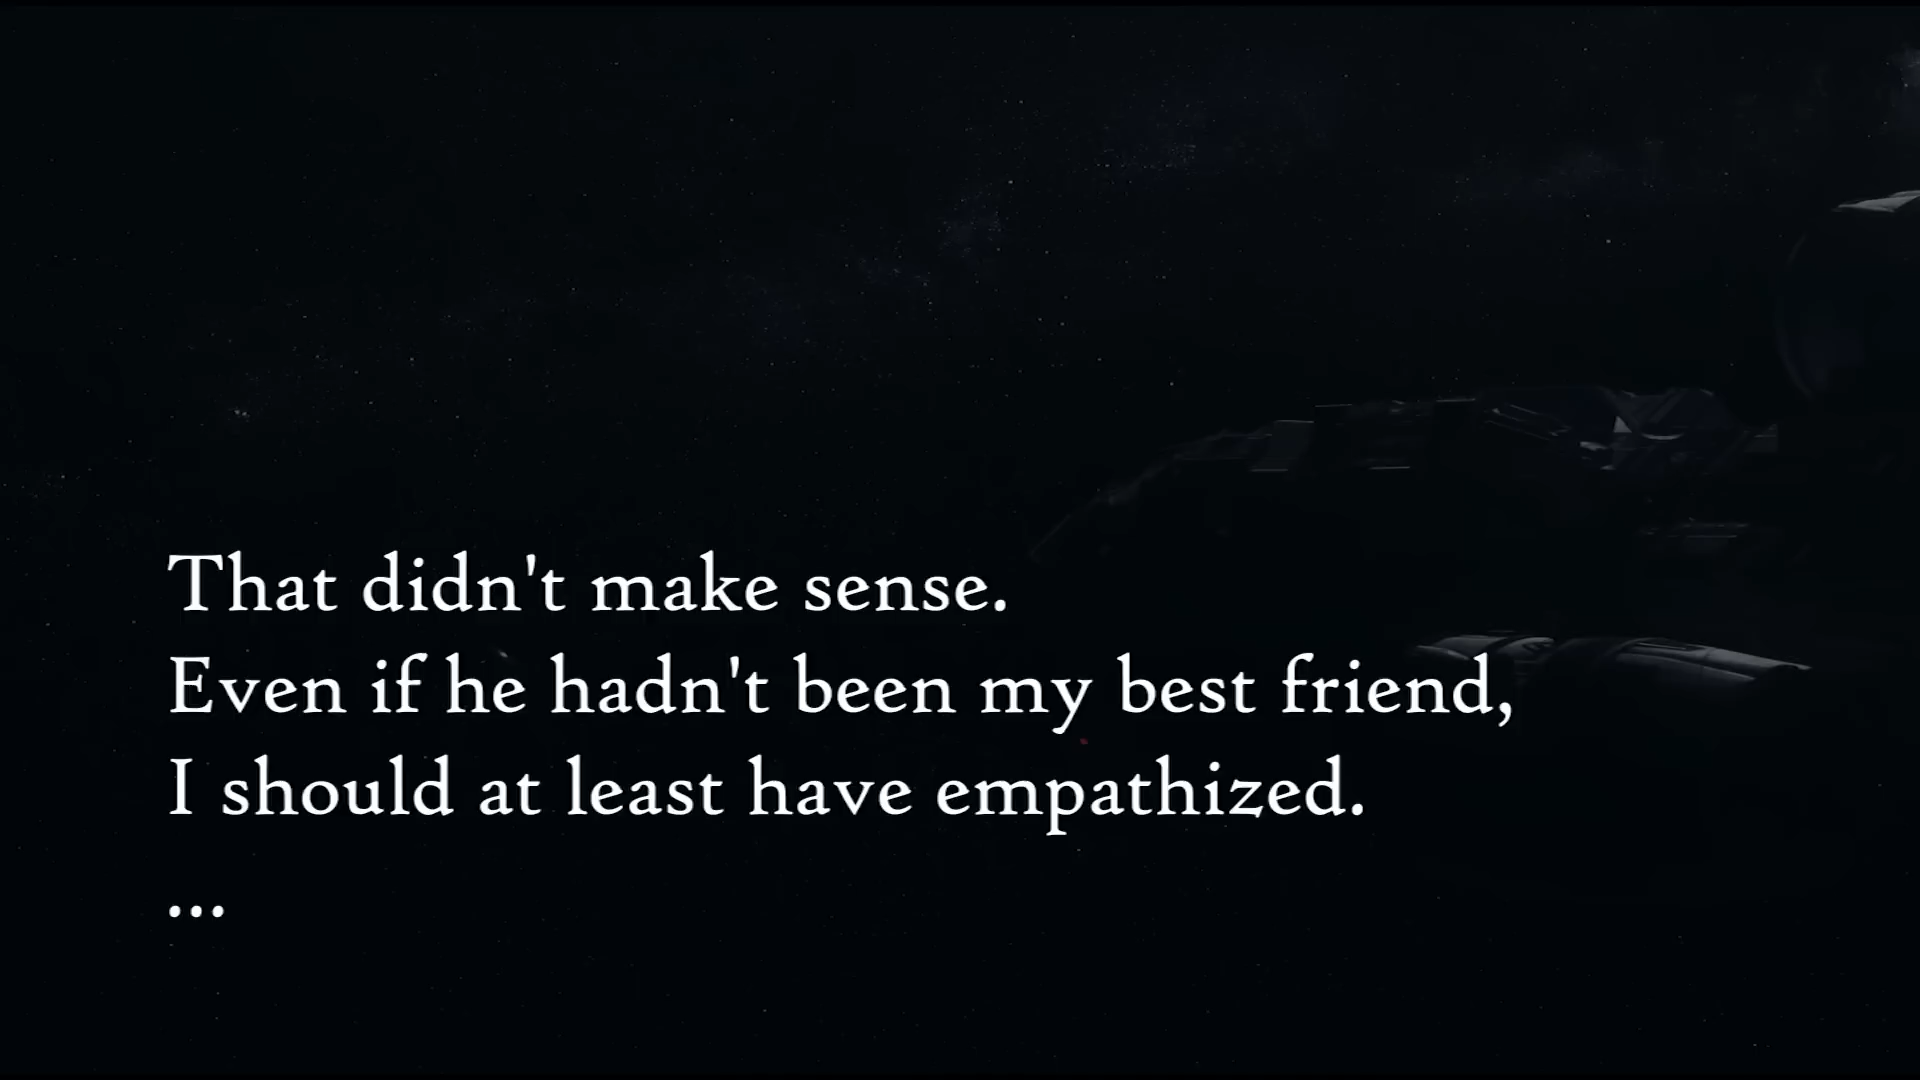 That didn't make sense.
Even if he hadn't been my best friend,
I should at least have empathized.
...